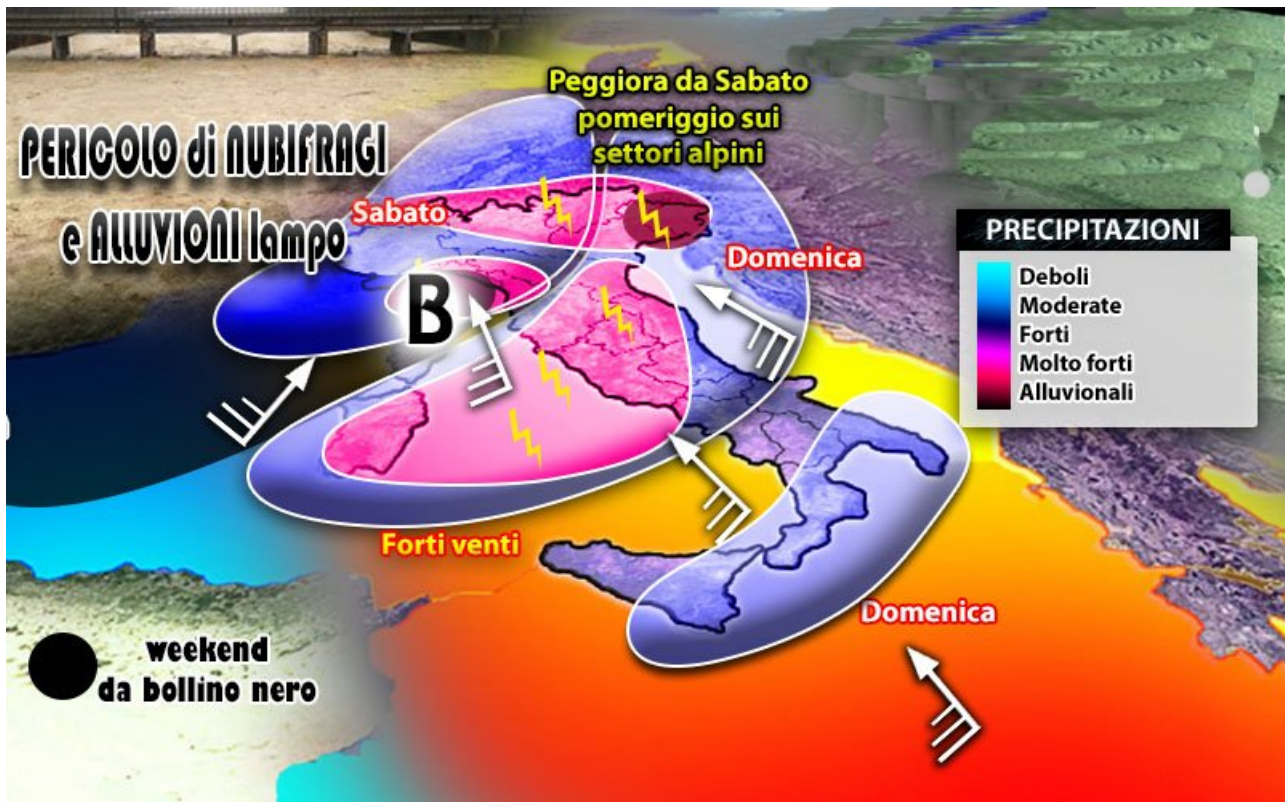 PERICOLO di NUBIFRAGI
e ALLUVIONI lampo
Peggiora da Sabato
pomeriggio sui
settori alpini
Sabato
Domenica
B
PRECIPITAZIONI
Deboli
Moderate
Forti
Molto forti
Alluvionali
Forti venti
Domenica
weekend
da bollino nero